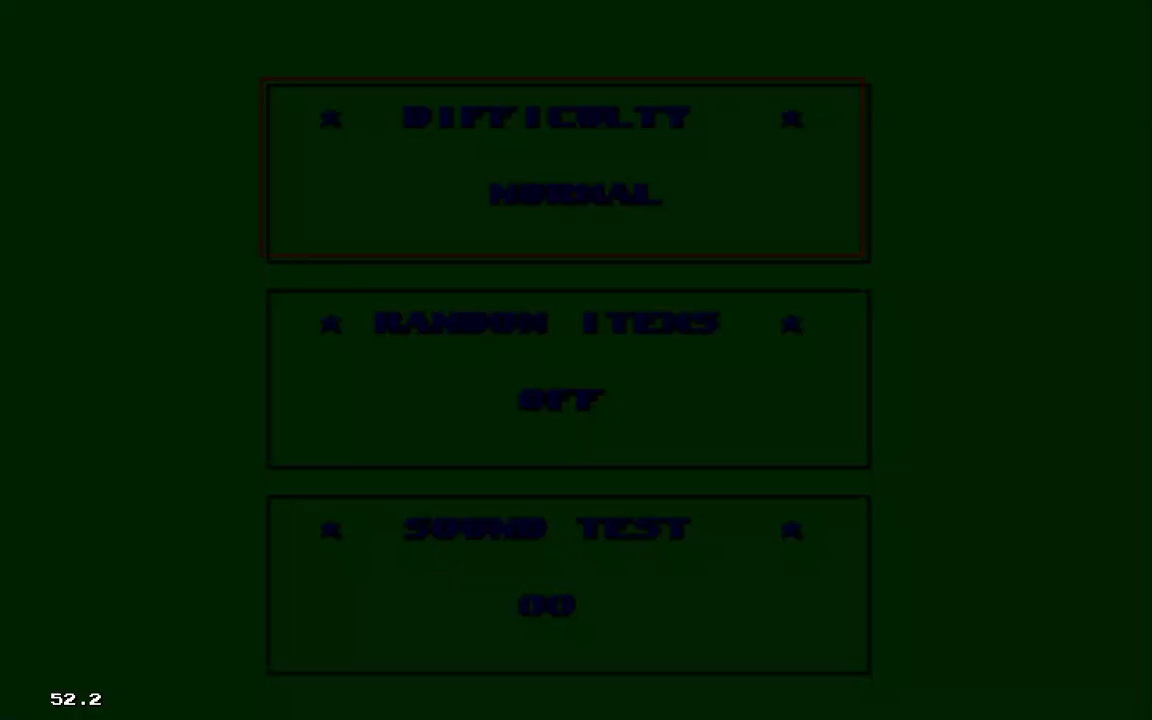 * DIFFICULTY *
NORMAL
* RANDOM ITEMS *
OFF
* SOUND TEST *
00
52.2